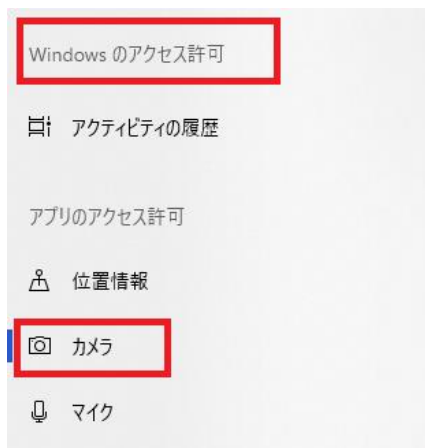 Windows のアクセス許可
アクティビティの履歴
アプリのアクセス許可
位置情報
カメラ
マイク